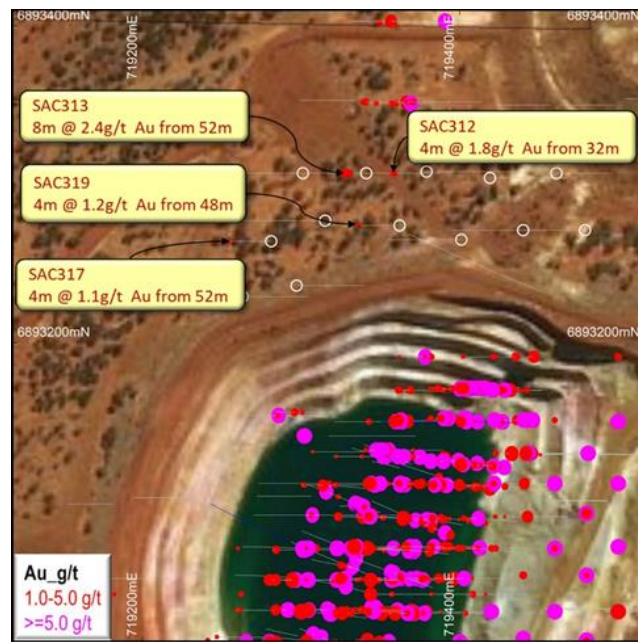 6893400mN
6893400mN
719200mE
719400mE
SAC313
8m @ 2.4g/t Au from 52m
SAC312
4m @ 1.8g/t Au from 32m
SAC319
4m @ 1.2g/t Au from 48m
SAC317
4m @ 1.1g/t Au from 52m
6893200mN
6893200mN
Au_g/t
1.0-5.0 g/t
>=5.0 g/t
719200mE
719400mE